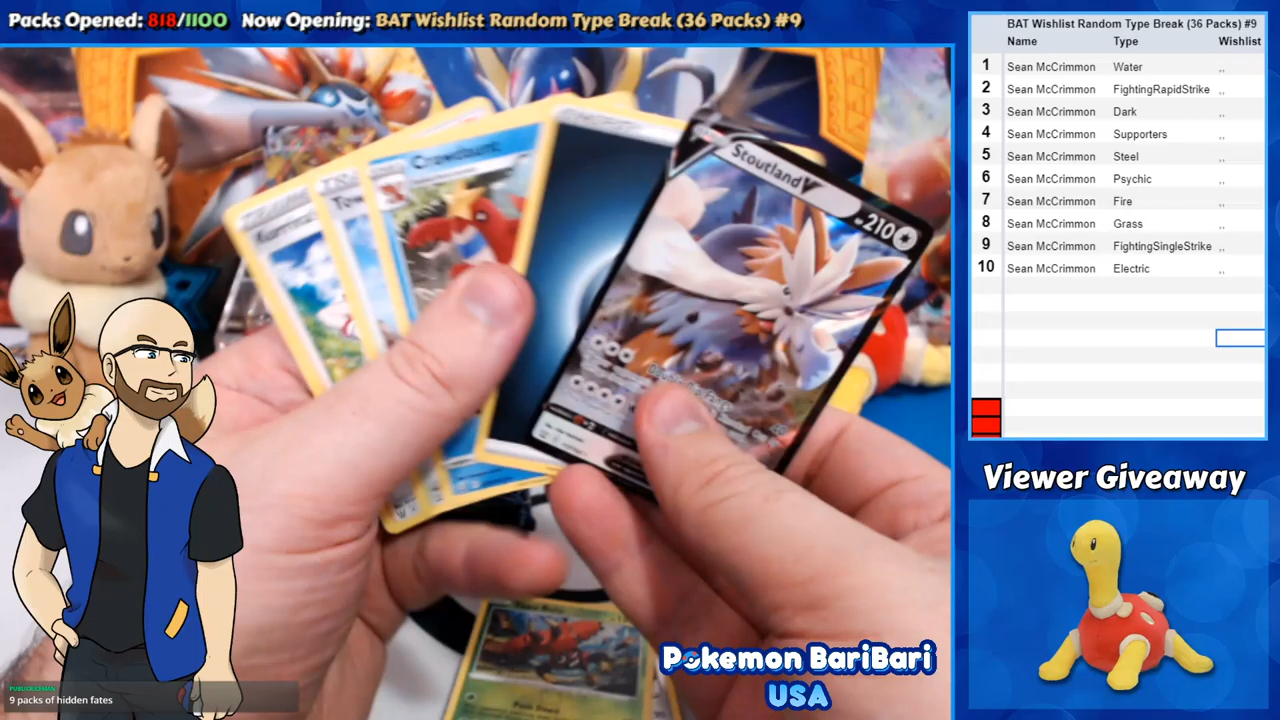 Packs Opened: 818/1100 Now Opening: BAT Wishlist Random Type Break (36 Packs) #9
BAT Wishlist Random Type Break (36 Packs) #9
Name Type Wishlist
1 Sean McCrimmon Water ,,
2 Sean McCrimmon FightingRapidStrike
3 Sean McCrimmon Dark ,,
4 Sean McCrimmon Supporters ,,
5 Sean McCrimmon Steel ,,
6 Sean McCrimmon Psychic ,,
7 Sean McCrimmon Fire ,,
8 Sean McCrimmon Grass ,,
9 Sean McCrimmon FightingSingleStrike ,,
10 Sean McCrimmon Electric ,,
Crawdaunt
Stoutland V
210
Viewer Giveaway
Pokemon BariBari
USA
9 packs of hidden fates